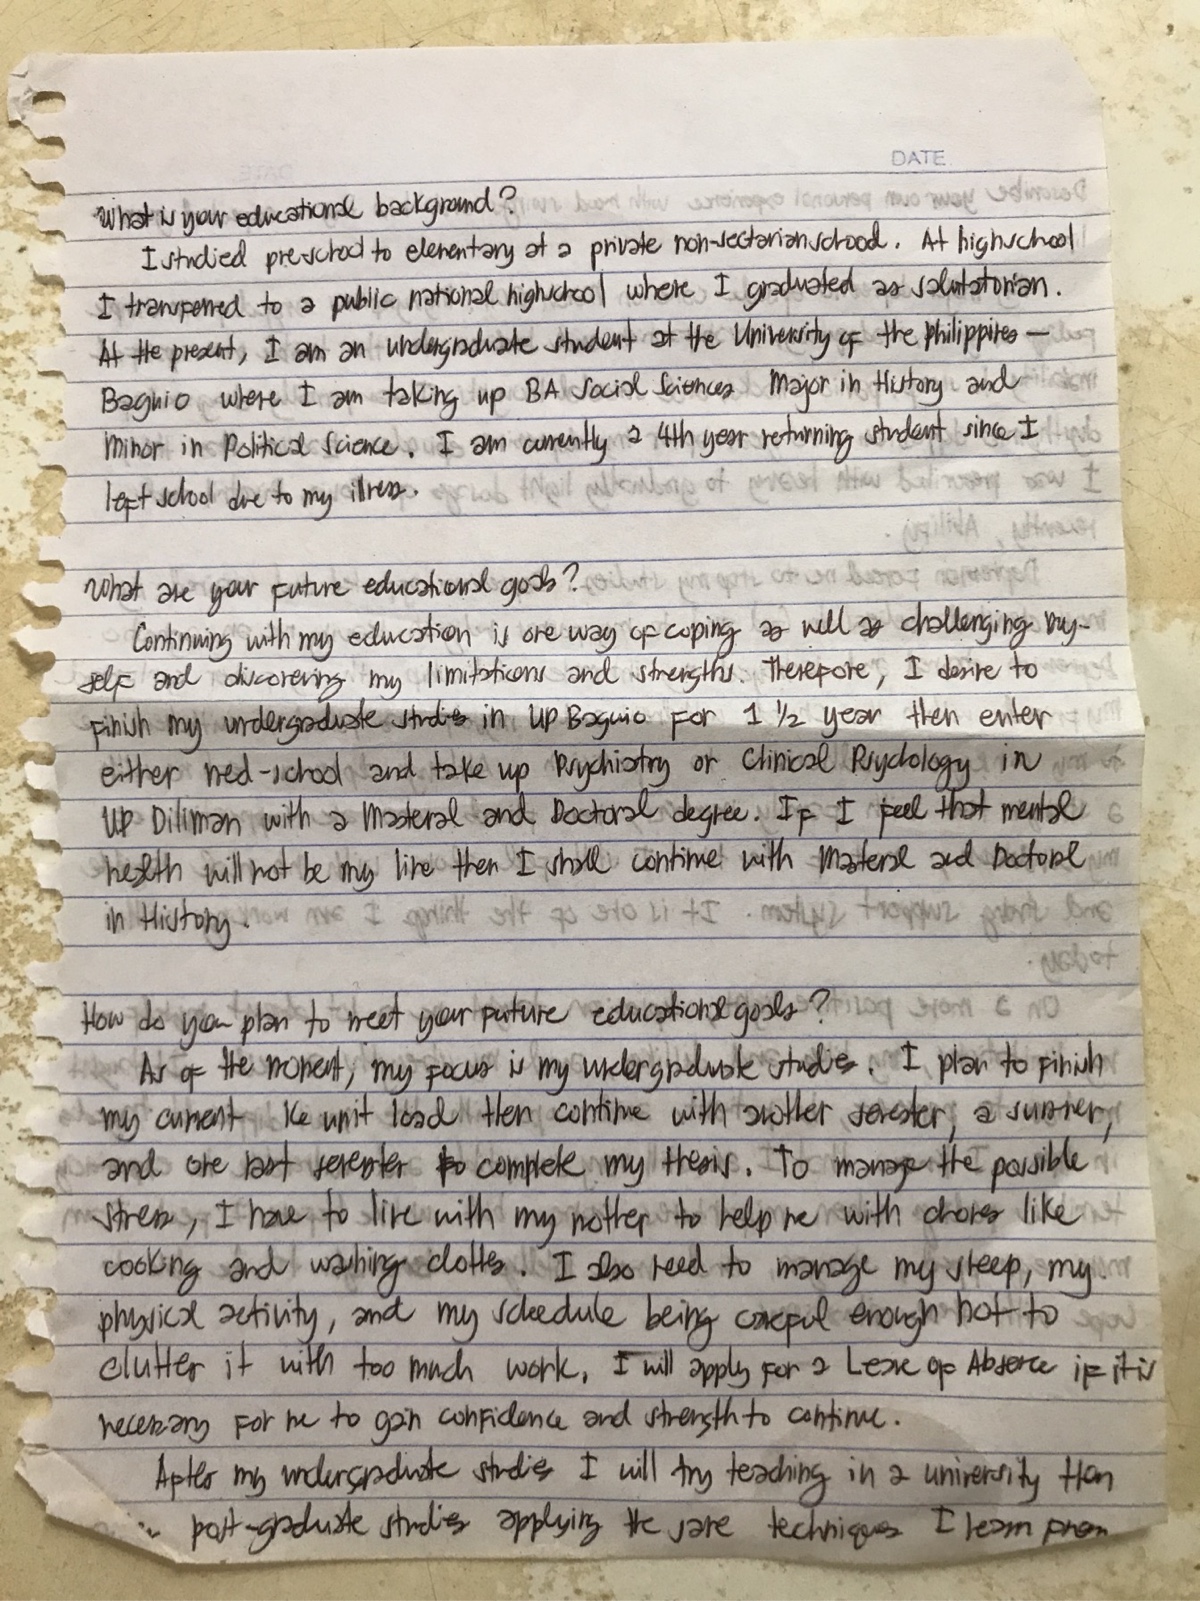 DATE
What is your educational background?
I studied preschool to elementary at a private non-sectarian school. At highschool
I transferred to a public national highschool where I graduated as salutatorian.
At the present, I am an undergraduate student at the University of the Philippines —
Baguio where I am taking up BA Social Sciences Major in History and
Minor in Political Science. I am currently a 4th year returning student since I
left school due to my illness.
What are your future educational goals?
Continuing with my education is one way of coping as well as challenging my-
self and discovering my limitations and strengths. Therefore, I desire to
finish my undergraduate studies in UP Baguio for 1 1/2 year then enter
either med-school and take up Psychiatry or Clinical Psychology in
UP Diliman with a Masteral and Doctoral degree. If I feel that mental
health will not be my line then I shall continue with Masteral and Doctoral
in History.
How do you plan to meet your future educational goals?
As of the moment, my focus is my undergraduate studies. I plan to finish
my current unit load then continue with another semester, a summer,
and one last semester to complete my thesis. To manage the possible
stress, I have to live with my mother to help me with chores like
cooking and washing clothes. I also need to manage my sleep, my
physical activity, and my schedule being careful enough not to
clutter it with too much work. I will apply for a Leave of Absence if it is
necessary for me to gain confidence and strength to continue.
After my undergraduate studies I will try teaching in a university then
post-graduate studies applying the same techniques I learn from